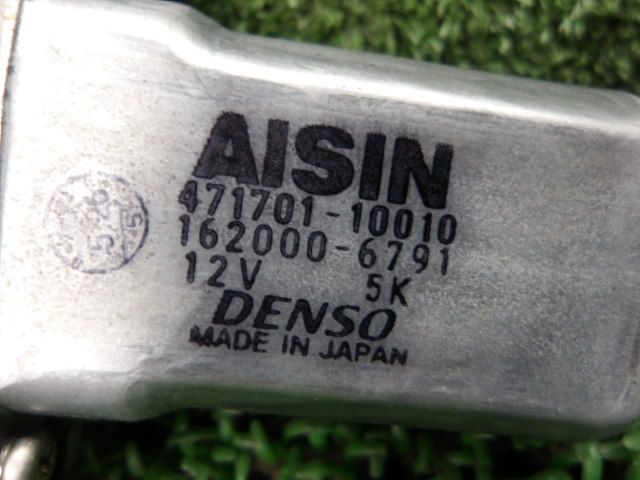 AISIN
471701-10010
162000-6791
12V 5K
DENSO
MADE IN JAPAN